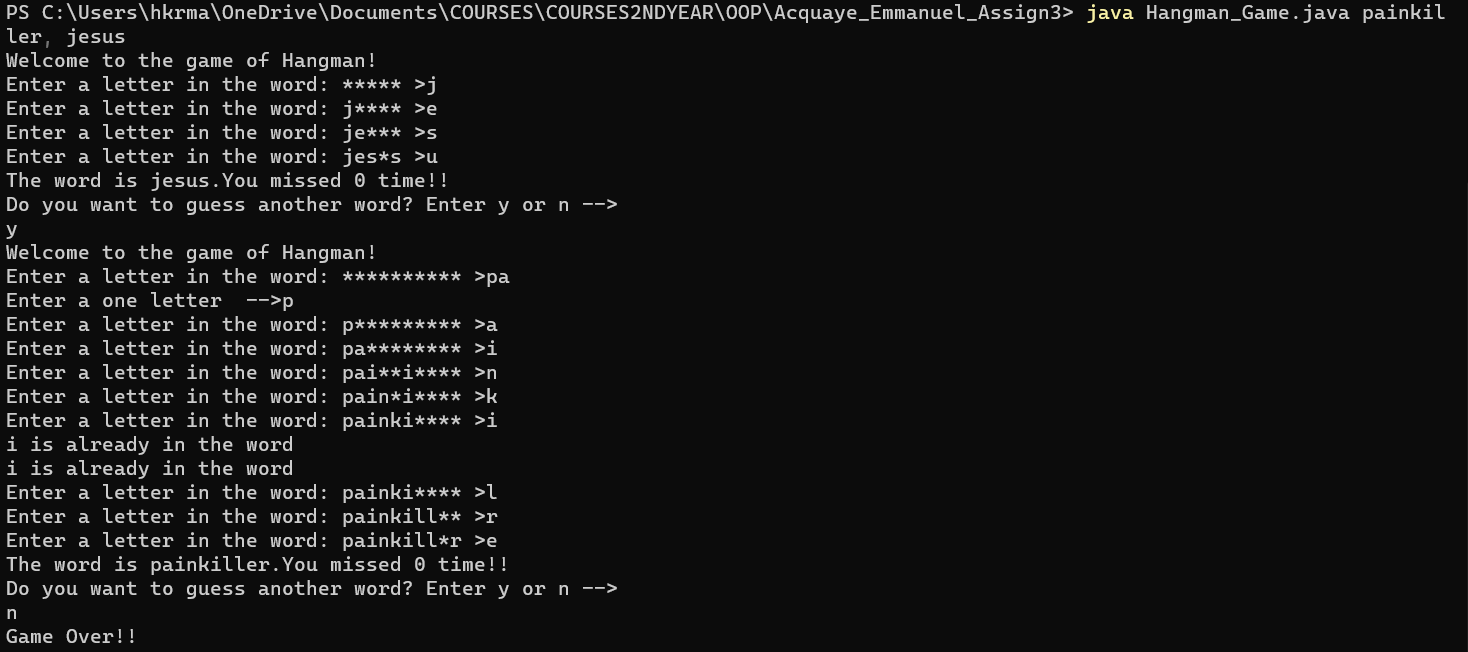 PS C:\Users\hkrma\OneDrive\Documents\COURSES\COURSES2NDYEAR\OOP\Acquaye_Emmanuel_Assign3> java Hangman_Game.java painkil
ler, jesus
Welcome to the game of Hangman!
Enter a letter in the word: ***** >j
Enter a letter in the word: j**** >e
Enter a letter in the word: je*** >s
Enter a letter in the word: jes*s >u
The word is jesus.You missed 0 time!!
Do you want to guess another word? Enter y or n -->
y
Welcome to the game of Hangman!
Enter a letter in the word: ********** >pa
Enter a one letter  -->p
Enter a letter in the word: p********* >a
Enter a letter in the word: pa******** >i
Enter a letter in the word: pai**i**** >n
Enter a letter in the word: pain*i**** >k
Enter a letter in the word: painki**** >i
i is already in the word
i is already in the word
Enter a letter in the word: painki**** >l
Enter a letter in the word: painkill** >r
Enter a letter in the word: painkill*r >e
The word is painkiller.You missed 0 time!!
Do you want to guess another word? Enter y or n -->
n
Game Over!!